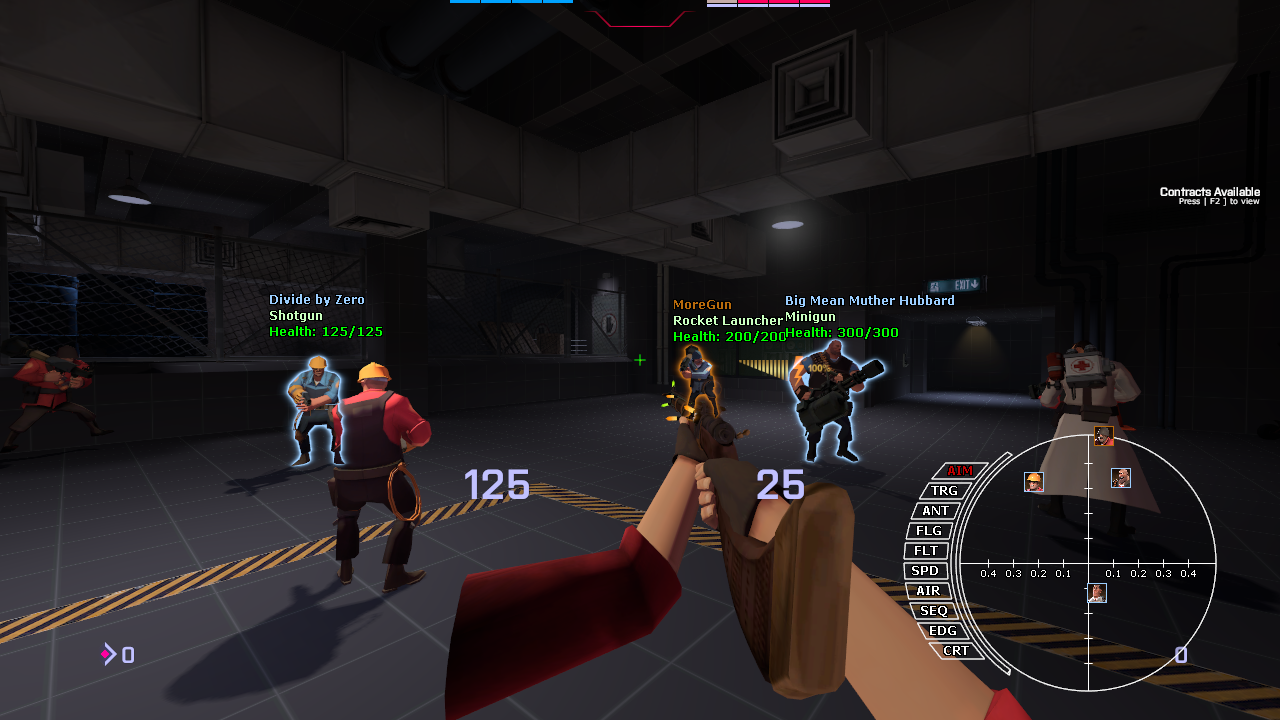 Contracts Available
Press [ F2 ] to view
EXIT
Divide by Zero
Shotgun
Health: 125/125
MoreGun
Rocket Launcher
Health: 200/200
Big Mean Muther Hubbard
Minigun
Health: 300/300
100%
125
25
AIM
TRG
ANT
FLG
FLT
SPD
AIR
SEQ
EDG
CRT
0.4 0.3 0.2 0.1 0.1 0.2 0.3 0.4
0
0